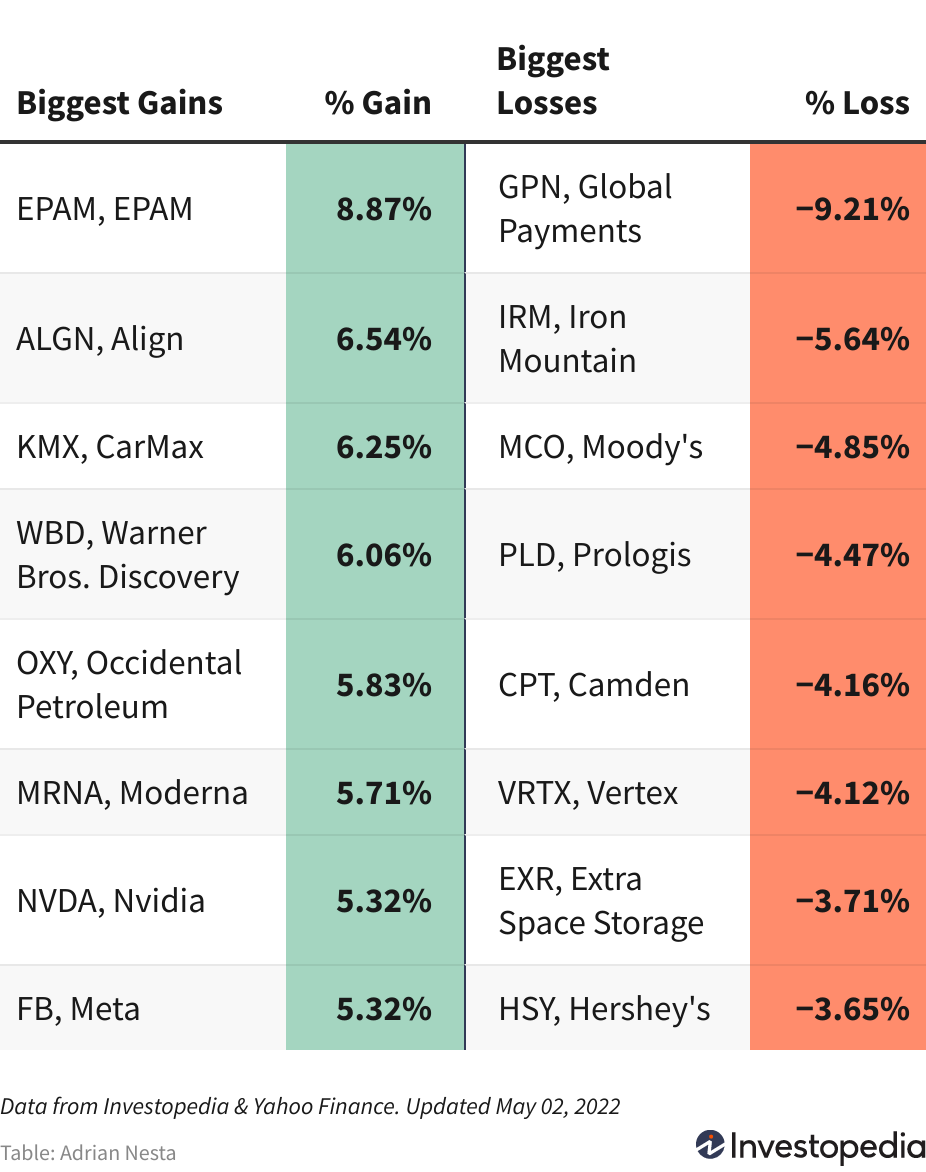 Biggest Gains % Gain Biggest Losses % Loss
EPAM, EPAM 8.87% GPN, Global Payments −9.21%
ALGN, Align 6.54% IRM, Iron Mountain −5.64%
KMX, CarMax 6.25% MCO, Moody's −4.85%
WBD, Warner Bros. Discovery 6.06% PLD, Prologis −4.47%
OXY, Occidental Petroleum 5.83% CPT, Camden −4.16%
MRNA, Moderna 5.71% VRTX, Vertex −4.12%
NVDA, Nvidia 5.32% EXR, Extra Space Storage −3.71%
FB, Meta 5.32% HSY, Hershey's −3.65%
Data from Investopedia & Yahoo Finance. Updated May 02, 2022
Table: Adrian Nesta
Investopedia